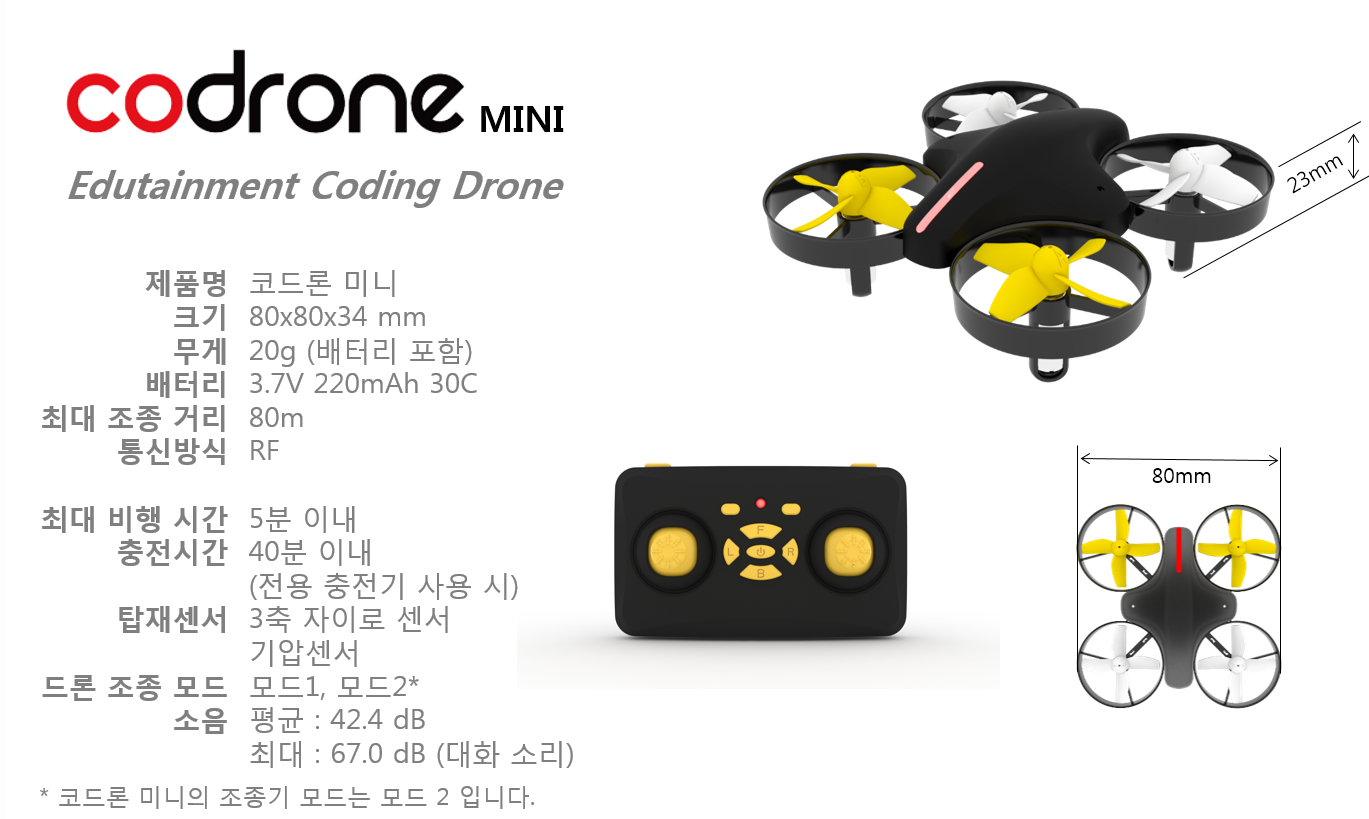 codrone MINI
Edutainment Coding Drone
제품명 코드론 미니
크기 80x80x34 mm
무게 20g (배터리 포함)
배터리 3.7V 220mAh 30C
최대 조종 거리 80m
통신방식 RF
최대 비행 시간 5분 이내
충전시간 40분 이내
(전용 충전기 사용 시)
탑재센서 3축 자이로 센서
기압센서
드론 조종 모드 모드1, 모드2*
소음 평균 : 42.4 dB
최대 : 67.0 dB (대화 소리)
* 코드론 미니의 조종기 모드는 모드 2 입니다.
23mm
F
L R
B
80mm